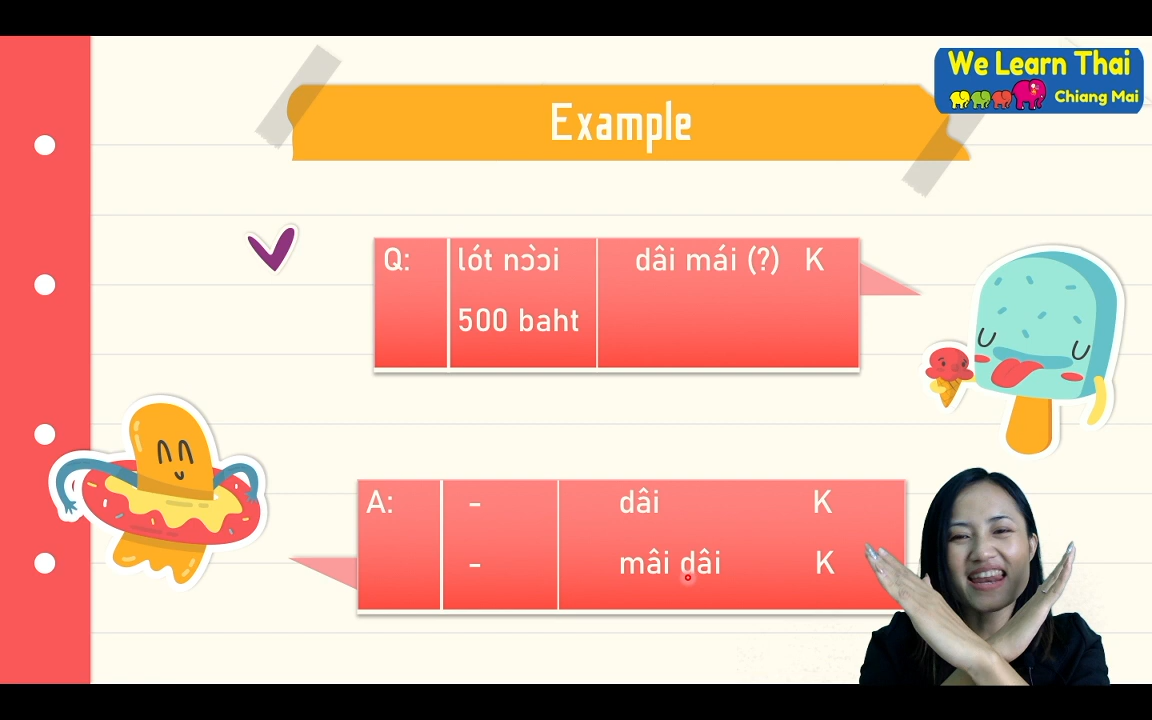 We Learn Thai
Chiang Mai
Example
Q: lót nɔ̀ɔi dâi mái (?) K
500 baht
A: - dâi K
- mâi dâi K